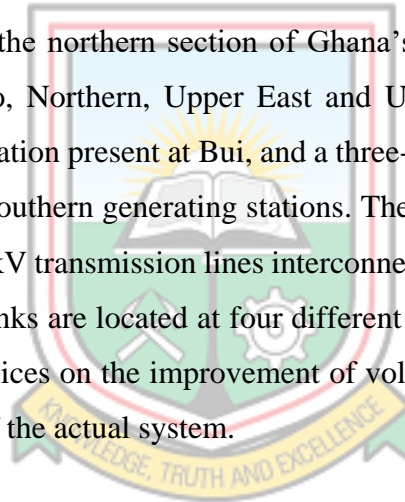 the northern section of Ghana’s
o, Northern, Upper East and U
ation present at Bui, and a three-
outhern generating stations. The
kV transmission lines interconne
nks are located at four different
ices on the improvement of vol
f the actual system.
KNOWLEDGE, TRUTH AND EXCELLENCE